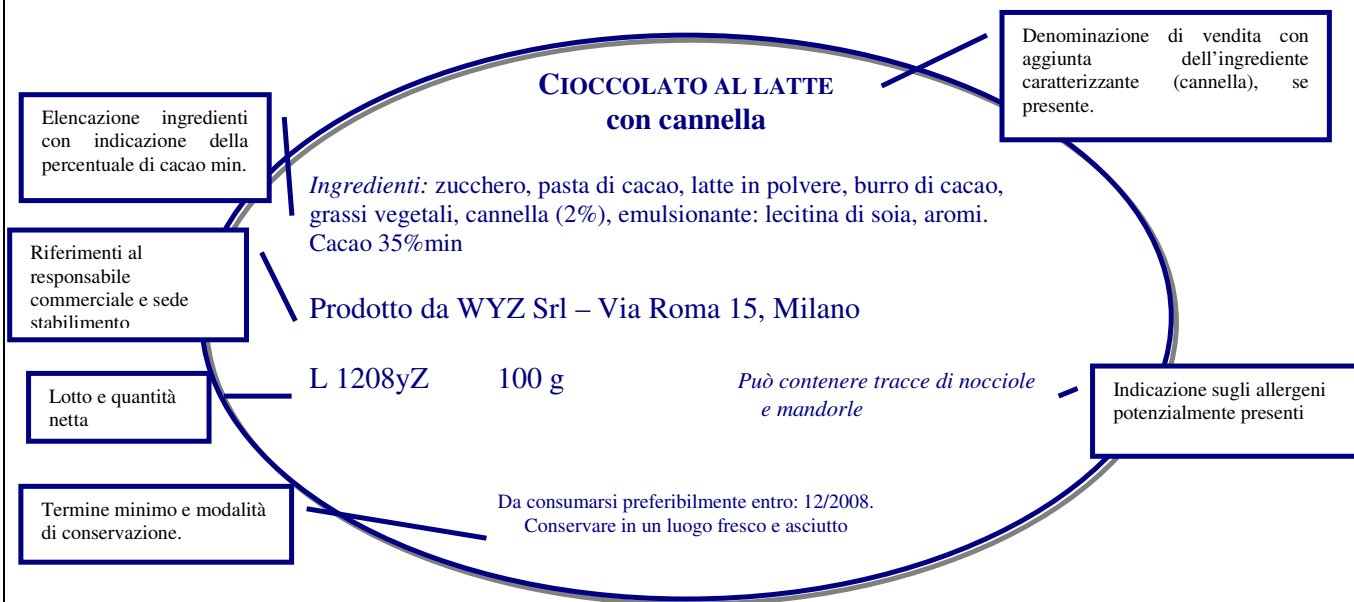 Denominazione di vendita con
aggiunta dell'ingrediente
caratterizzante (cannella), se
presente.
CIOCCOLATO AL LATTE
con cannella
Elencazione ingredienti
con indicazione della
percentuale di cacao min.
Ingredienti: zucchero, pasta di cacao, latte in polvere, burro di cacao,
grassi vegetali, cannella (2%), emulsionante: lecitina di soia, aromi.
Cacao 35%min
Riferimenti al
responsabile
commerciale e sede
stabilimento
Prodotto da WYZ Srl – Via Roma 15, Milano
L 1208yZ 100 g
Può contenere tracce di nocciole
e mandorle
Lotto e quantità
netta
Indicazione sugli allergeni
potenzialmente presenti
Termine minimo e modalità
di conservazione.
Da consumarsi preferibilmente entro: 12/2008.
Conservare in un luogo fresco e asciutto